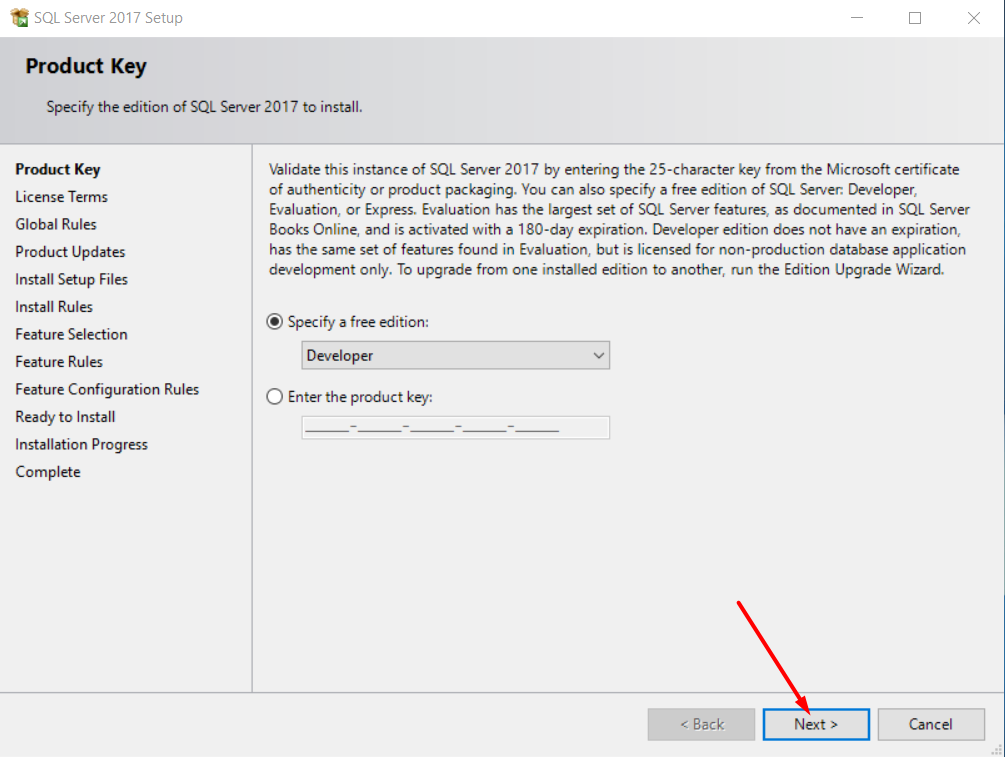 SQL Server 2017 Setup
Product Key
Specify the edition of SQL Server 2017 to install.
Product Key
License Terms
Global Rules
Product Updates
Install Setup Files
Install Rules
Feature Selection
Feature Rules
Feature Configuration Rules
Ready to Install
Installation Progress
Complete
Validate this instance of SQL Server 2017 by entering the 25-character key from the Microsoft certificate
of authenticity or product packaging. You can also specify a free edition of SQL Server: Developer,
Evaluation, or Express. Evaluation has the largest set of SQL Server features, as documented in SQL Server
Books Online, and is activated with a 180-day expiration. Developer edition does not have an expiration,
has the same set of features found in Evaluation, but is licensed for non-production database application
development only. To upgrade from one installed edition to another, run the Edition Upgrade Wizard.
Specify a free edition:
Developer
Enter the product key:
_____-_____-_____-_____-_____
< Back
Next >
Cancel